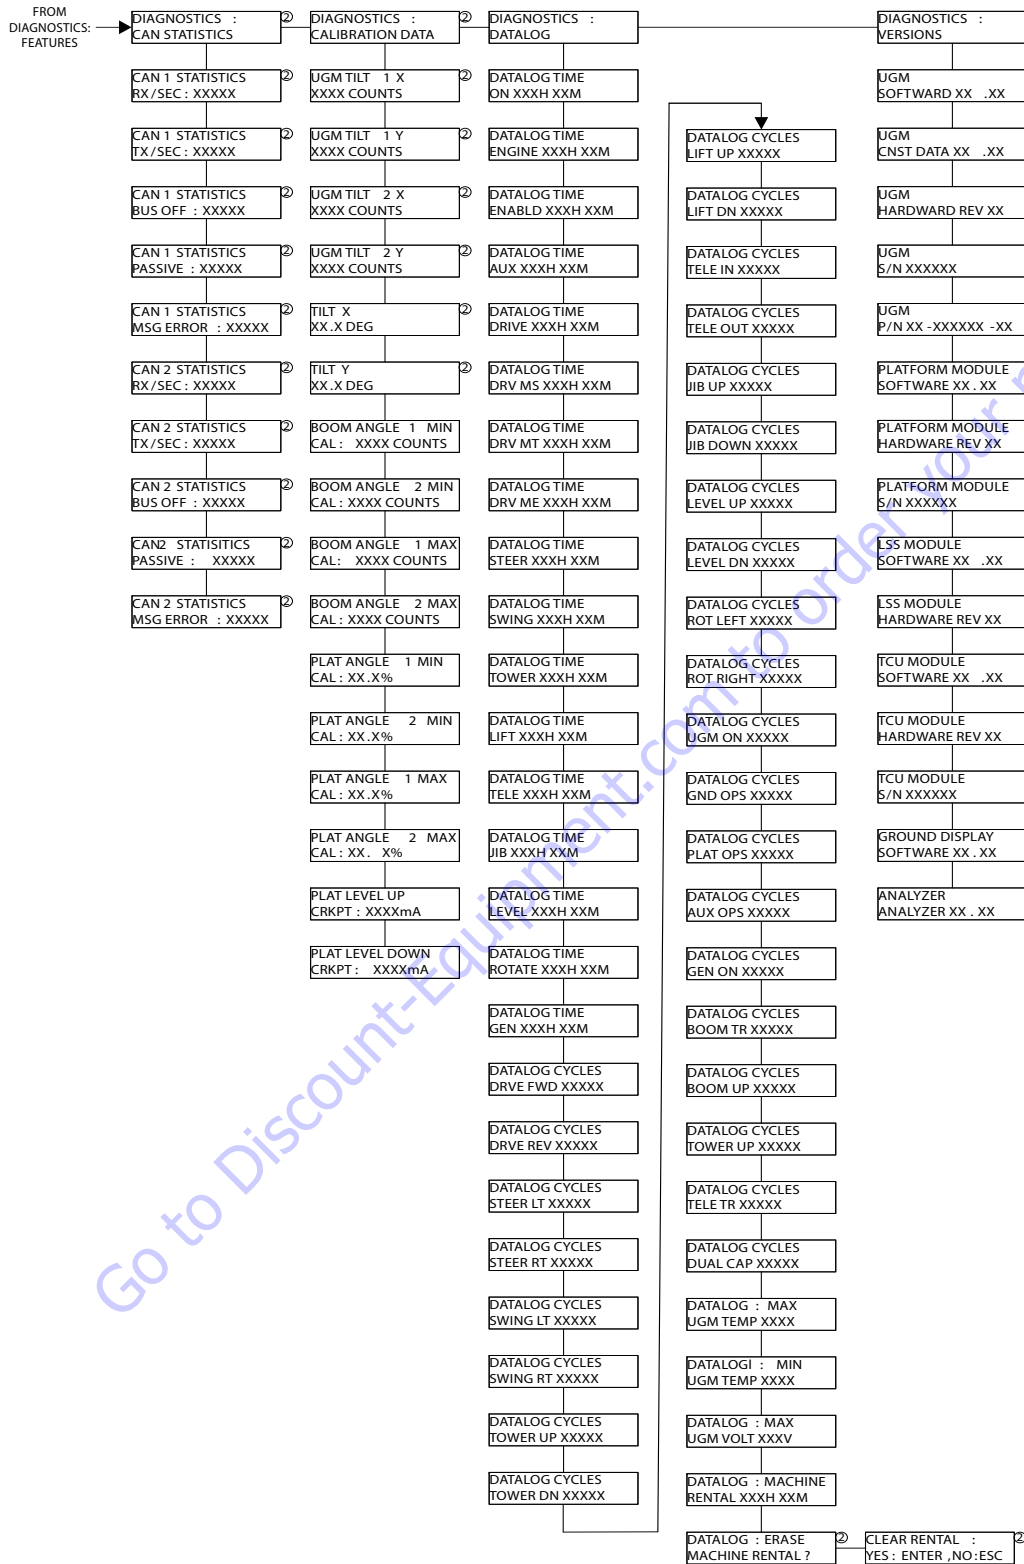 FROM
DIAGNOSTICS:
FEATURES
DIAGNOSTICS :
CAN STATISTICS
②
CAN 1 STATISTICS
RX/SEC : XXXXX
②
CAN 1 STATISTICS
TX/SEC : XXXXX
②
CAN 1 STATISTICS
BUS OFF : XXXXX
②
CAN 1 STATISTICS
PASSIVE : XXXXX
②
CAN 1 STATISTICS
MSG ERROR : XXXXX
②
CAN 2 STATISTICS
RX/SEC : XXXXX
②
CAN 2 STATISTICS
TX/SEC : XXXXX
②
CAN 2 STATISTICS
BUS OFF : XXXXX
②
CAN2 STATISITICS
PASSIVE : XXXXX
②
CAN 2 STATISTICS
MSG ERROR : XXXXX
②
DIAGNOSTICS :
CALIBRATION DATA
②
UGM TILT 1 X
XXXX COUNTS
②
UGM TILT 1 Y
XXXX COUNTS
②
UGM TILT 2 X
XXXX COUNTS
②
UGM TILT 2 Y
XXXX COUNTS
②
TILT X
XX.X DEG
②
TILT Y
XX.X DEG
②
BOOM ANGLE 1 MIN
CAL : XXXX COUNTS
BOOM ANGLE 2 MIN
CAL : XXXX COUNTS
BOOM ANGLE 1 MAX
CAL: XXXX COUNTS
BOOM ANGLE 2 MAX
CAL : XXXX COUNTS
PLAT ANGLE 1 MIN
CAL : XX.X%
PLAT ANGLE 2 MIN
CAL : XX.X%
PLAT ANGLE 1 MAX
CAL : XX.X%
PLAT ANGLE 2 MAX
CAL : XX. X%
PLAT LEVEL UP
CRKPT : XXXXmA
PLAT LEVEL DOWN
CRKPT : XXXXmA
DIAGNOSTICS :
DATALOG
DATALOG TIME
ON XXXH XXM
DATALOG TIME
ENGINE XXXH XXM
DATALOG TIME
ENABLD XXXH XXM
DATALOG TIME
AUX XXXH XXM
DATALOG TIME
DRIVE XXXH XXM
DATALOG TIME
DRV MS XXXH XXM
DATALOG TIME
DRV MT XXXH XXM
DATALOG TIME
DRV ME XXXH XXM
DATALOG TIME
STEER XXXH XXM
DATALOG TIME
SWING XXXH XXM
DATALOG TIME
TOWER XXXH XXM
DATALOG TIME
LIFT XXXH XXM
DATALOG TIME
TELE XXXH XXM
DATALOG TIME
JIB XXXH XXM
DATALOG TIME
LEVEL XXXH XXM
DATALOG TIME
ROTATE XXXH XXM
DATALOG TIME
GEN XXXH XXM
DATALOG CYCLES
DRVE FWD XXXXX
DATALOG CYCLES
DRVE REV XXXXX
DATALOG CYCLES
STEER LT XXXXX
DATALOG CYCLES
STEER RT XXXXX
DATALOG CYCLES
SWING LT XXXXX
DATALOG CYCLES
SWING RT XXXXX
DATALOG CYCLES
TOWER UP XXXXX
DATALOG CYCLES
TOWER DN XXXXX
DATALOG CYCLES
LIFT UP XXXXX
DATALOG CYCLES
LIFT DN XXXXX
DATALOG CYCLES
TELE IN XXXXX
DATALOG CYCLES
TELE OUT XXXXX
DATALOG CYCLES
JIB UP XXXXX
DATALOG CYCLES
JIB DOWN XXXXX
DATALOG CYCLES
LEVEL UP XXXXX
DATALOG CYCLES
LEVEL DN XXXXX
DATALOG CYCLES
ROT LEFT XXXXX
DATALOG CYCLES
ROT RIGHT XXXXX
DATALOG CYCLES
UGM ON XXXXX
DATALOG CYCLES
GND OPS XXXXX
DATALOG CYCLES
PLAT OPS XXXXX
DATALOG CYCLES
AUX OPS XXXXX
DATALOG CYCLES
GEN ON XXXXX
DATALOG CYCLES
BOOM TR XXXXX
DATALOG CYCLES
BOOM UP XXXXX
DATALOG CYCLES
TOWER UP XXXXX
DATALOG CYCLES
TELE TR XXXXX
DATALOG CYCLES
DUAL CAP XXXXX
DATALOG : MAX
UGM TEMP XXXX
DATALOGI : MIN
UGM TEMP XXXX
DATALOG : MAX
UGM VOLT XXXV
DATALOG : MACHINE
RENTAL XXXH XXM
DATALOG : ERASE
MACHINE RENTAL ?
②
CLEAR RENTAL :
YES : ENTER ,NO:ESC
②
DIAGNOSTICS :
VERSIONS
UGM
SOFTWARD XX .XX
UGM
CNST DATA XX .XX
UGM
HARDWARD REV XX
UGM
S/N XXXXXX
UGM
P/N XX -XXXXXX -XX
PLATFORM MODULE
SOFTWARE XX . XX
PLATFORM MODULE
HARDWARE REV XX
PLATFORM MODULE
S/N XXXXXX
LSS MODULE
SOFTWARE XX .XX
LSS MODULE
HARDWARE REV XX
TCU MODULE
SOFTWARE XX .XX
TCU MODULE
HARDWARE REV XX
TCU MODULE
S/N XXXXXX
GROUND DISPLAY
SOFTWARE XX . XX
ANALYZER
ANALYZER XX . XX
Go to Discount-Equipment.com to order your